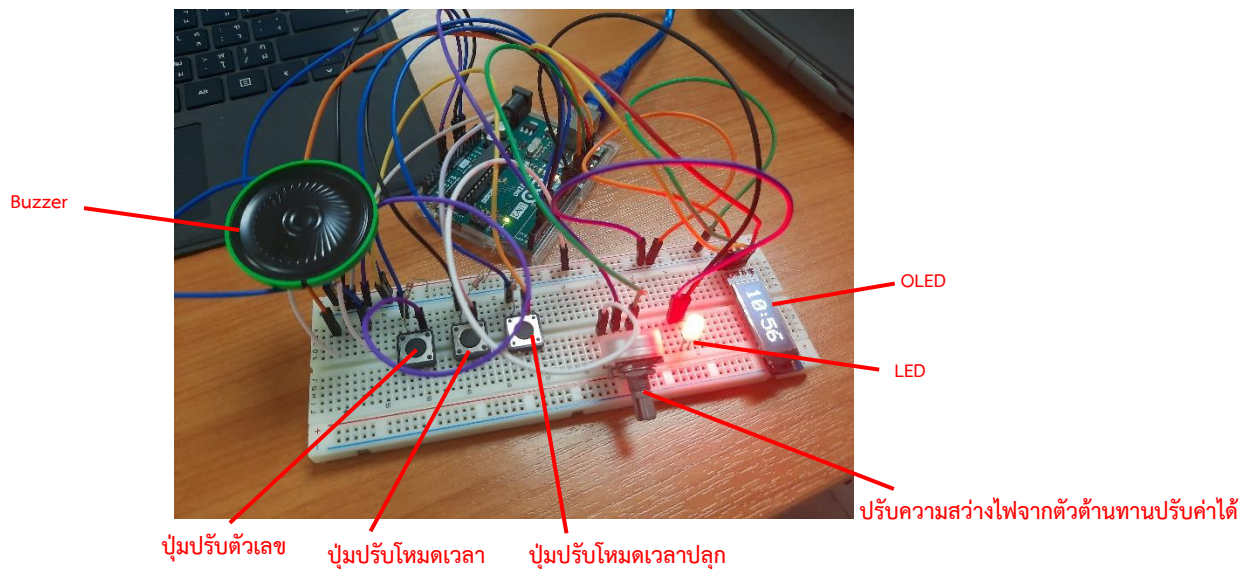 Buzzer
10:56
OLED
LED
ปรับความสว่างไฟจากตัวต้านทานปรับค่าได้
ปุ่มปรับตัวเลข
ปุ่มปรับโหมดเวลา
ปุ่มปรับโหมดเวลาปลุก